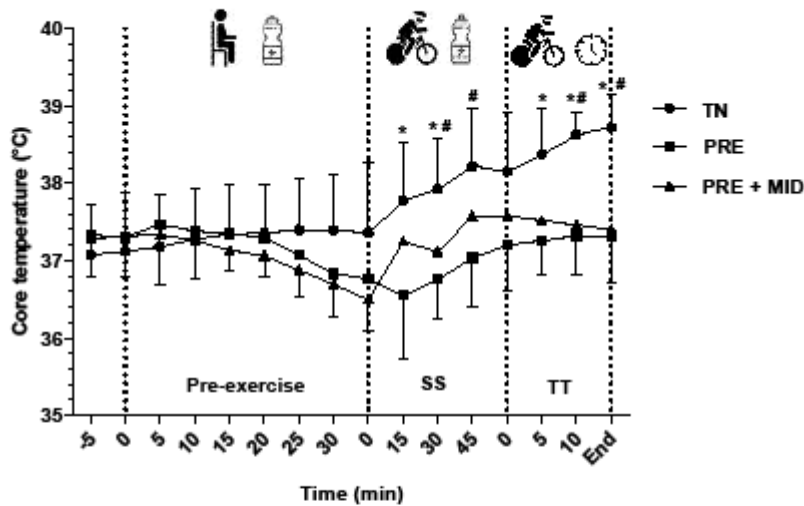 40
39
38
37
36
35
Core temperature (°C)
* *# # * *# *#
TN
PRE
PRE + MID
Pre-exercise SS TT
-5 0 5 10 15 20 25 30 0 15 30 45 0 5 10 End
Time (min)